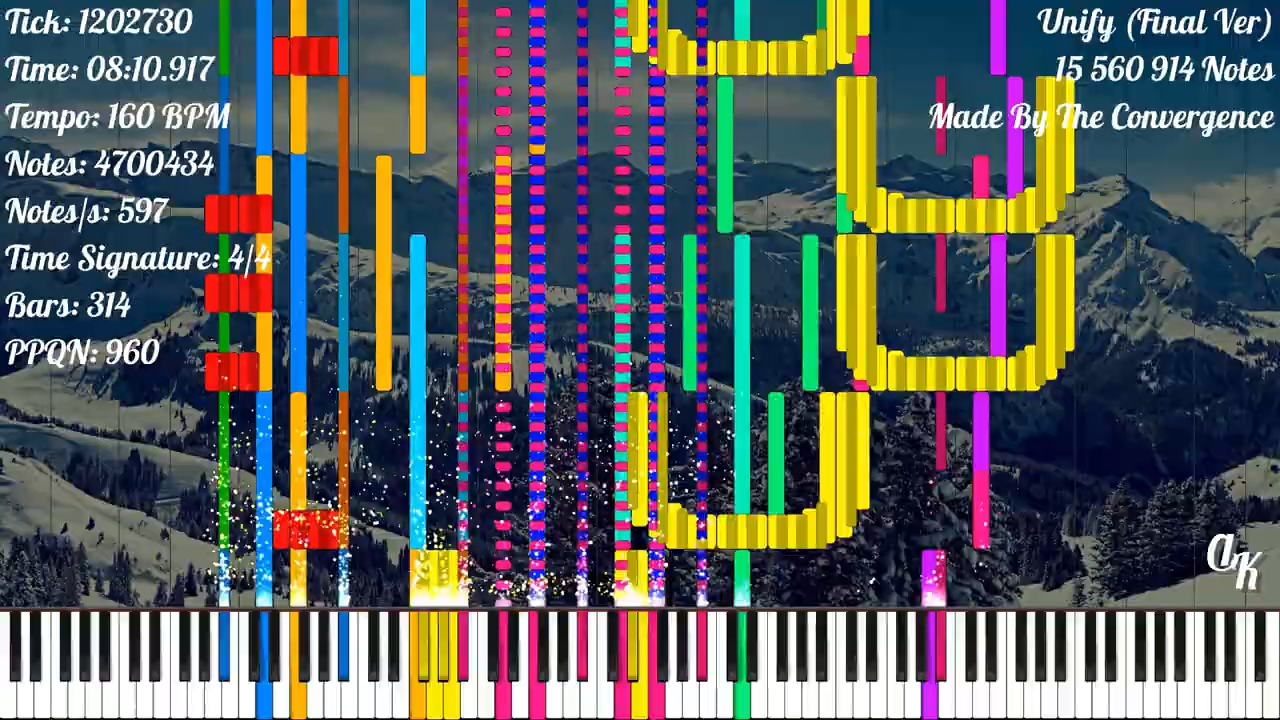 Tick: 1202730
Time: 08:10.917
Tempo: 160 BPM
Notes: 4700434
Notes/s: 597
Time Signature: 4/4
Bars: 314
PPQN: 960
Unify (Final Ver)
15 560 914 Notes
Made By The Convergence
aK